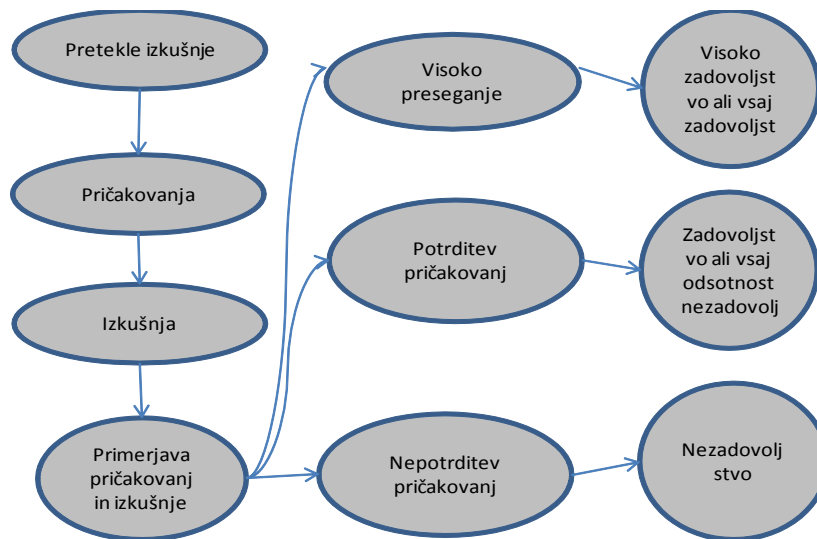 Pretekle izkušnje
Pričakovanja
Izkušnja
Primerjava
pričakovanj
in izkušnje
Visoko
preseganje
Potrditev
pričakovanj
Nepotrditev
pričakovanj
Visoko
zadovoljst
vo ali vsaj
zadovoljst
Zadovoljst
vo ali vsaj
odsotnost
nezadovolj
Nezadovolj
stvo